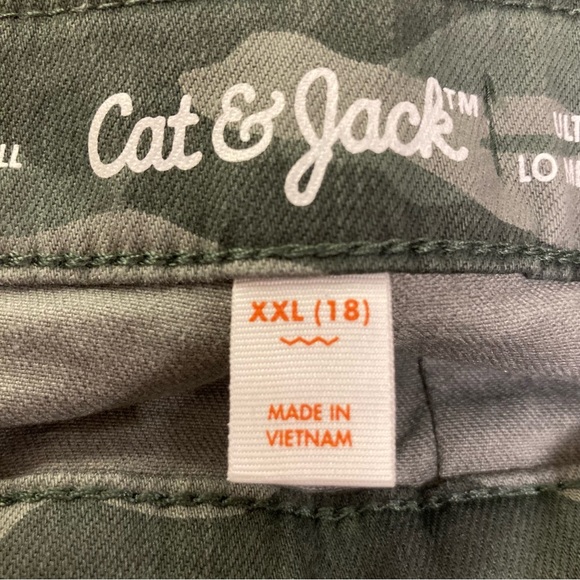 Cat & Jack™
XXL (18)
MADE IN
VIETNAM